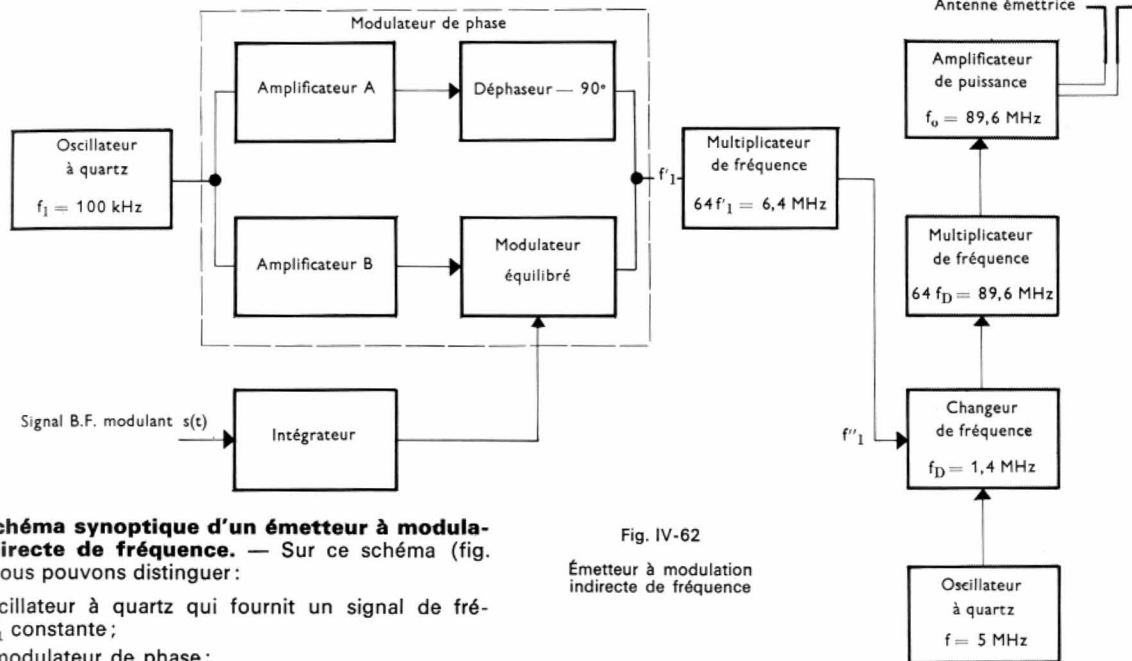 Modulateur de phase
Amplificateur A
Déphaseur — 90°
Oscillateur
à quartz
f₁ = 100 kHz
Amplificateur B
Modulateur
équilibré
f'₁
Multiplicateur
de fréquence
64f'₁ = 6,4 MHz
Signal B.F. modulant s(t)
Intégrateur
Antenne émettrice
Amplificateur
de puissance
f₀ = 89,6 MHz
Multiplicateur
de fréquence
64 f_D = 89,6 MHz
f''₁
Changeur
de fréquence
f_D = 1,4 MHz
Oscillateur
à quartz
f = 5 MHz
Fig. IV-62
Émetteur à modulation
indirecte de fréquence
chéma synoptique d'un émetteur à modula-
directe de fréquence. — Sur ce schéma (fig.
ous pouvons distinguer :
cillateur à quartz qui fournit un signal de fré-
₁ constante ;
modulateur de phase ;